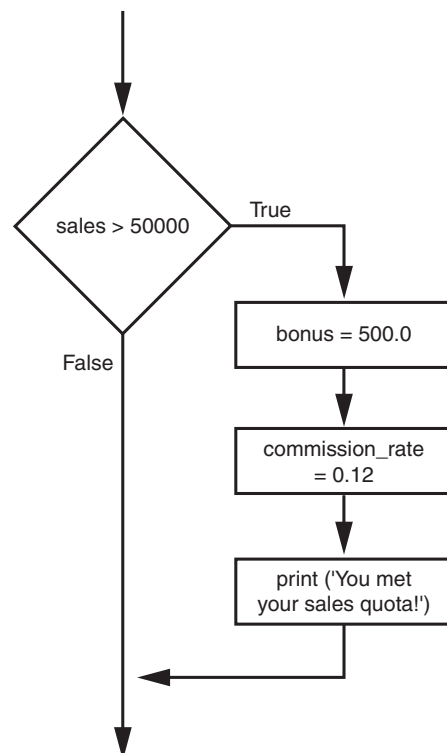 sales > 50000
True
bonus = 500.0
False
commission_rate
= 0.12
print ('You met
your sales quota!')